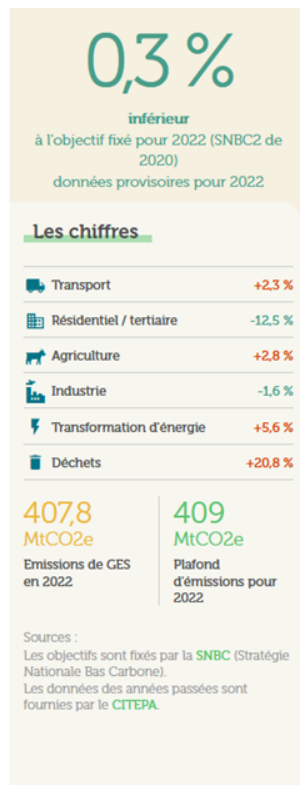 0,3 %
inférieur
à l'objectif fixé pour 2022 (SNBC2 de
2020)
données provisoires pour 2022
Les chiffres
Transport +2,3 %
Résidentiel / tertiaire -12,5 %
Agriculture +2,8 %
Industrie -1,6 %
Transformation d'énergie +5,6 %
Déchets +20,8 %
407,8
MtCO2e
Emissions de GES
en 2022
409
MtCO2e
Plafond
d'émissions pour
2022
Sources :
Les objectifs sont fixés par la SNBC (Stratégie
Nationale Bas Carbone).
Les données des années passées sont
fournies par le CITEPA.